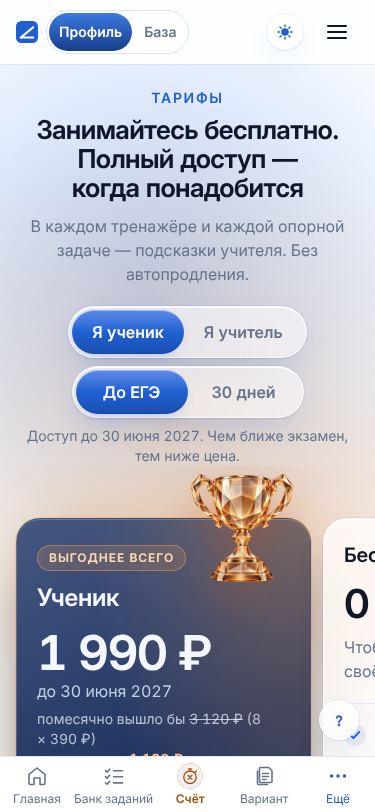 Профиль База
ТАРИФЫ
Занимайтесь бесплатно.
Полный доступ —
когда понадобится
В каждом тренажёре и каждой опорной
задаче — подсказки учителя. Без
автопродления.
Я ученик Я учитель
До ЕГЭ 30 дней
Доступ до 30 июня 2027. Чем ближе экзамен,
тем ниже цена.
ВЫГОДНЕЕ ВСЕГО
Ученик
1 990 ₽
до 30 июня 2027
помесячно вышло бы 3 120 ₽ (8
× 390 ₽)
0
?
Главная Банк заданий Счёт Вариант Ещё